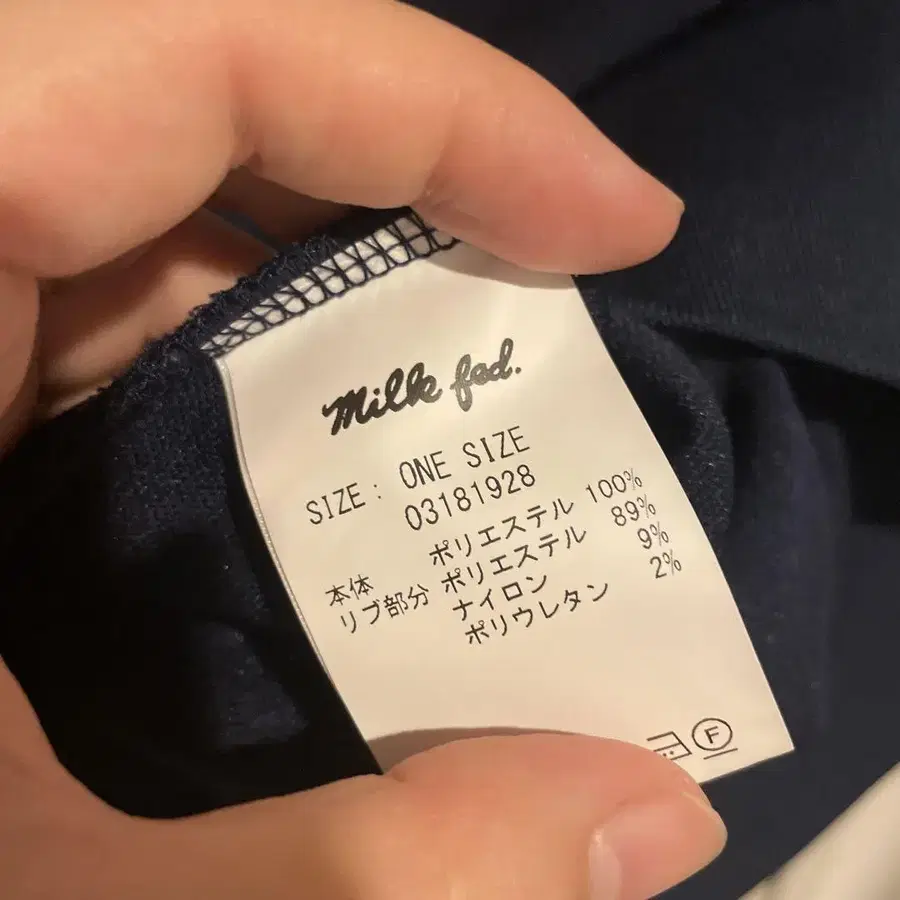 Milk fed.
SIZE: ONE SIZE
03181928
本体 ポリエステル 100%
リブ部分 ポリエステル 89%
ナイロン 9%
ポリウレタン 2%
F